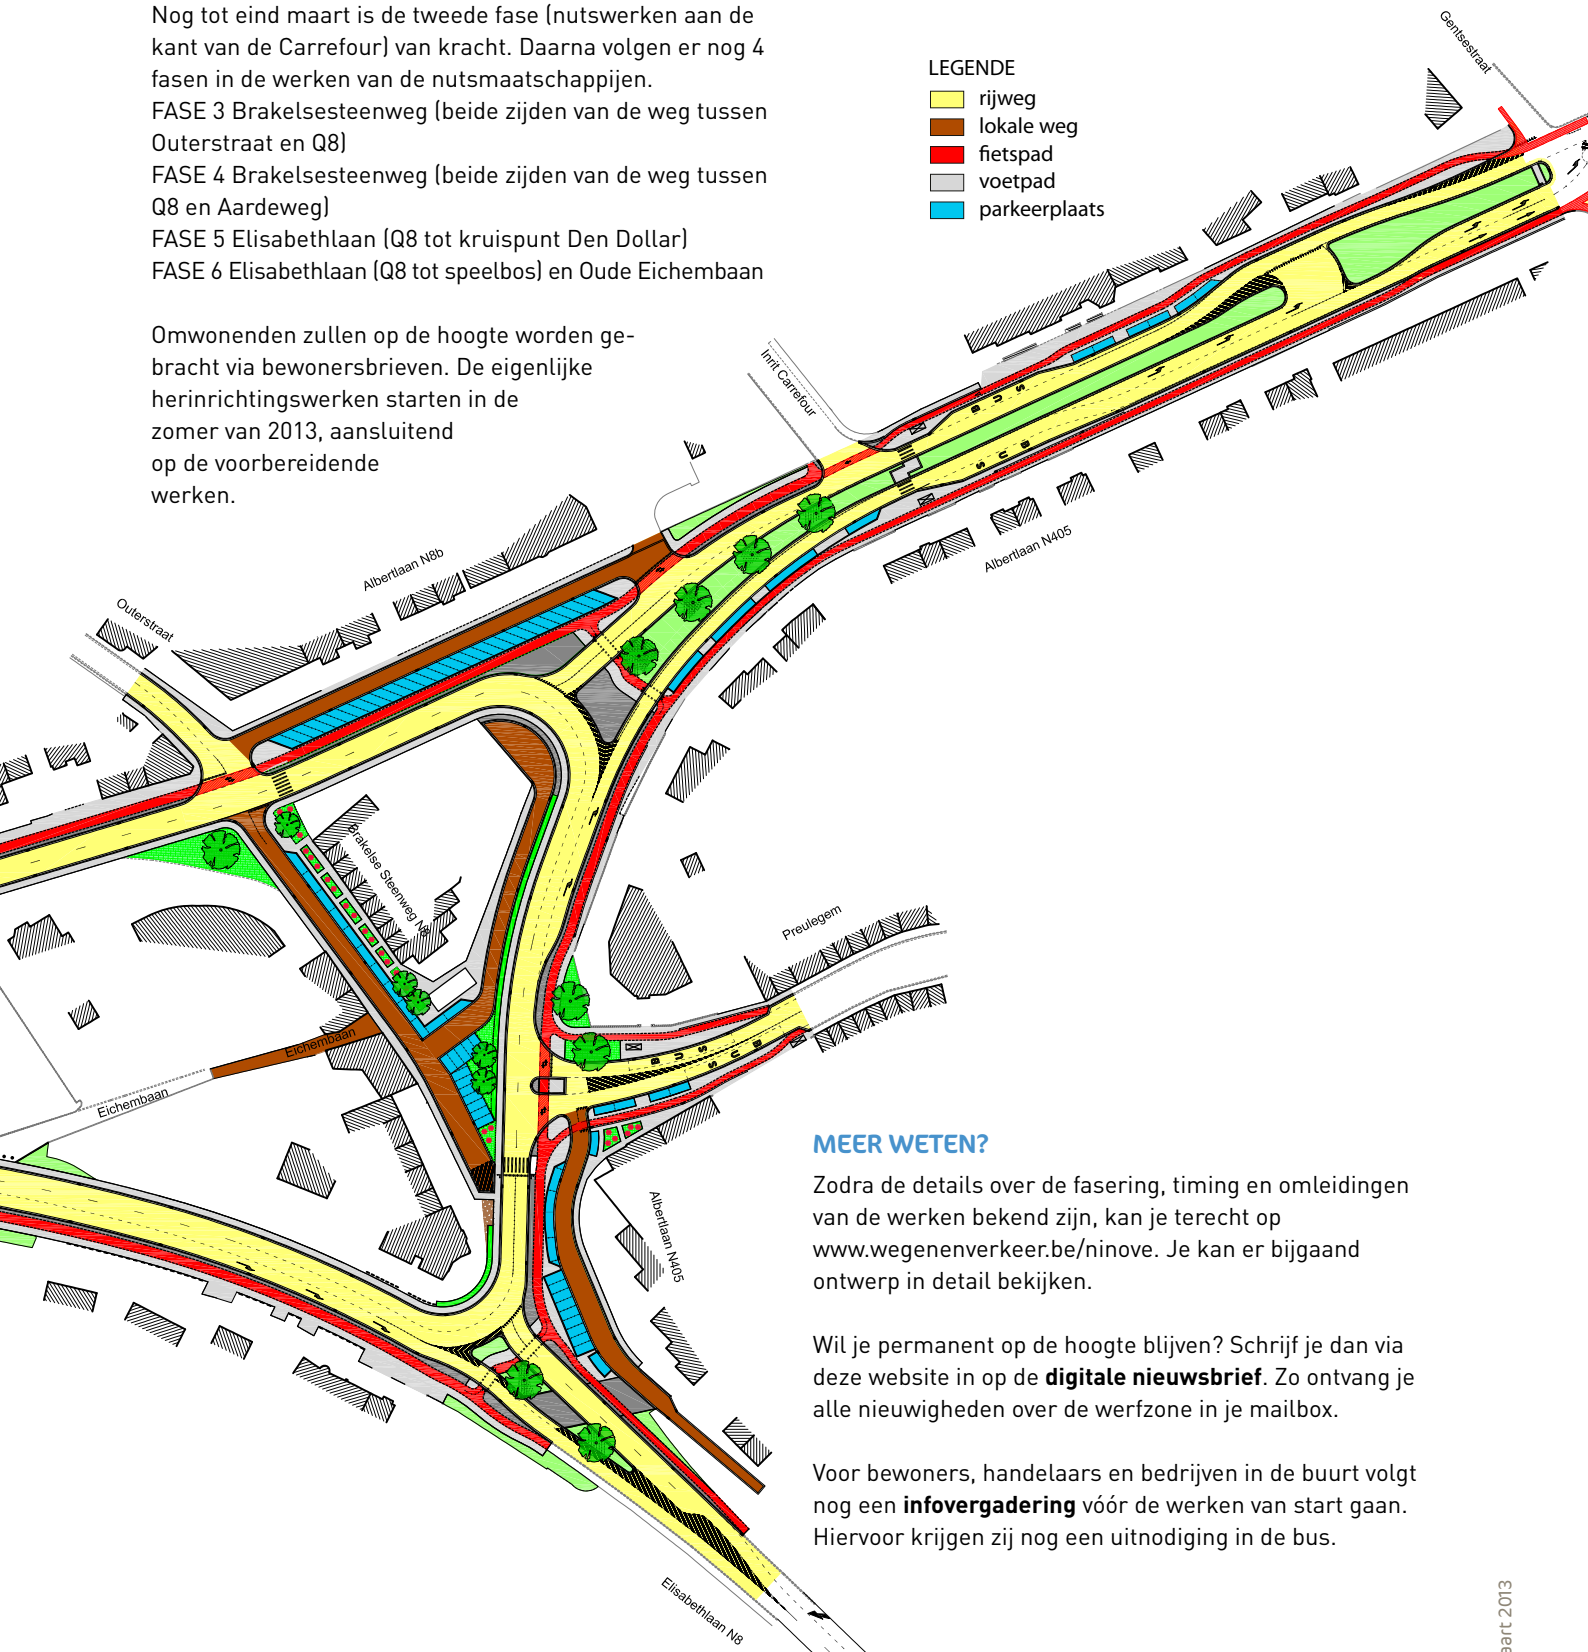 Nog tot eind maart is de tweede fase (nutswerken aan de
kant van de Carrefour) van kracht. Daarna volgen er nog 4
fasen in de werken van de nutsmaatschappijen.
FASE 3 Brakelsesteenweg (beide zijden van de weg tussen
Outerstraat en Q8)
FASE 4 Brakelsesteenweg (beide zijden van de weg tussen
Q8 en Aardeweg)
FASE 5 Elisabethlaan (Q8 tot kruispunt Den Dollar)
FASE 6 Elisabethlaan (Q8 tot speelbos) en Oude Eichembaan
Omwonenden zullen op de hoogte worden ge-
bracht via bewonersbrieven. De eigenlijke
herinrichtingswerken starten in de
zomer van 2013, aansluitend
op de voorbereidende
werken.
LEGENDE
rijweg
lokale weg
fietspad
voetpad
parkeerplaats
Gentsestraat
Inrit Carrefour
BUS
BUS
Albertlaan N405
Albertlaan N8b
Outerstraat
Brakelse Steenweg N8
Preulegem
BUS
BUS
Eichembaan
Eichembaan
Albertlaan N405
Elisabethlaan N8
MEER WETEN?
Zodra de details over de fasering, timing en omleidingen
van de werken bekend zijn, kan je terecht op
www.wegenenverkeer.be/ninove. Je kan er bijgaand
ontwerp in detail bekijken.
Wil je permanent op de hoogte blijven? Schrijf je dan via
deze website in op de digitale nieuwsbrief. Zo ontvang je
alle nieuwigheden over de werfzone in je mailbox.
Voor bewoners, handelaars en bedrijven in de buurt volgt
nog een infovergadering vóór de werken van start gaan.
Hiervoor krijgen zij nog een uitnodiging in de bus.
aart 2013